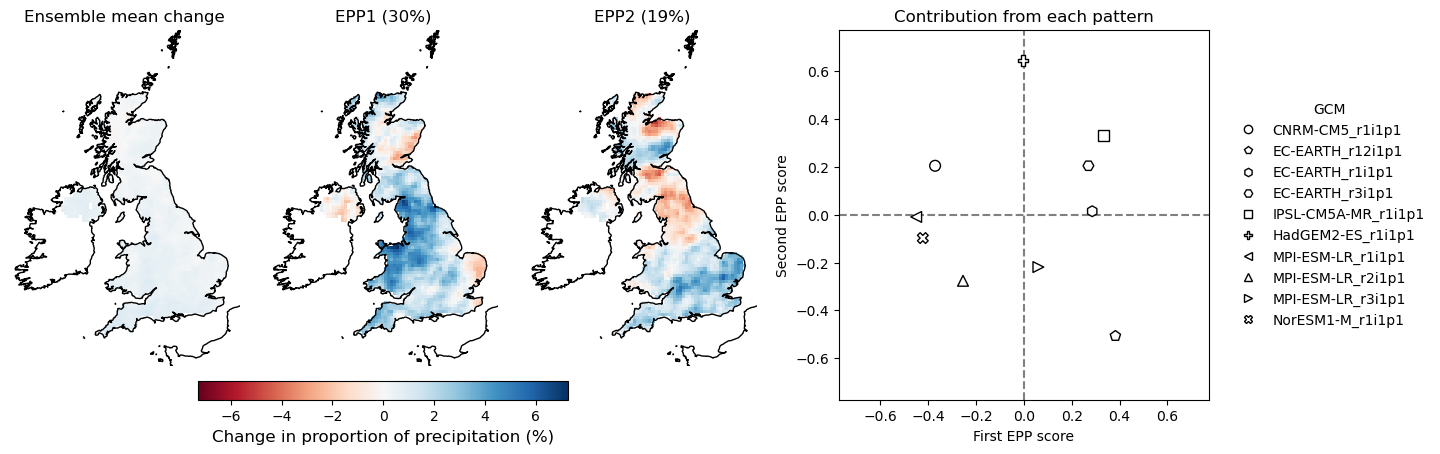 Ensemble mean change
EPP1 (30%)
EPP2 (19%)
−6 −4 −2 0 2 4 6
Change in proportion of precipitation (%)
Contribution from each pattern
Second EPP score
0.6
0.4
0.2
0.0
−0.2
−0.4
−0.6
−0.6 −0.4 −0.2 0.0 0.2 0.4 0.6
First EPP score
GCM
CNRM-CM5_r1i1p1
EC-EARTH_r12i1p1
EC-EARTH_r1i1p1
EC-EARTH_r3i1p1
IPSL-CM5A-MR_r1i1p1
HadGEM2-ES_r1i1p1
MPI-ESM-LR_r1i1p1
MPI-ESM-LR_r2i1p1
MPI-ESM-LR_r3i1p1
NorESM1-M_r1i1p1